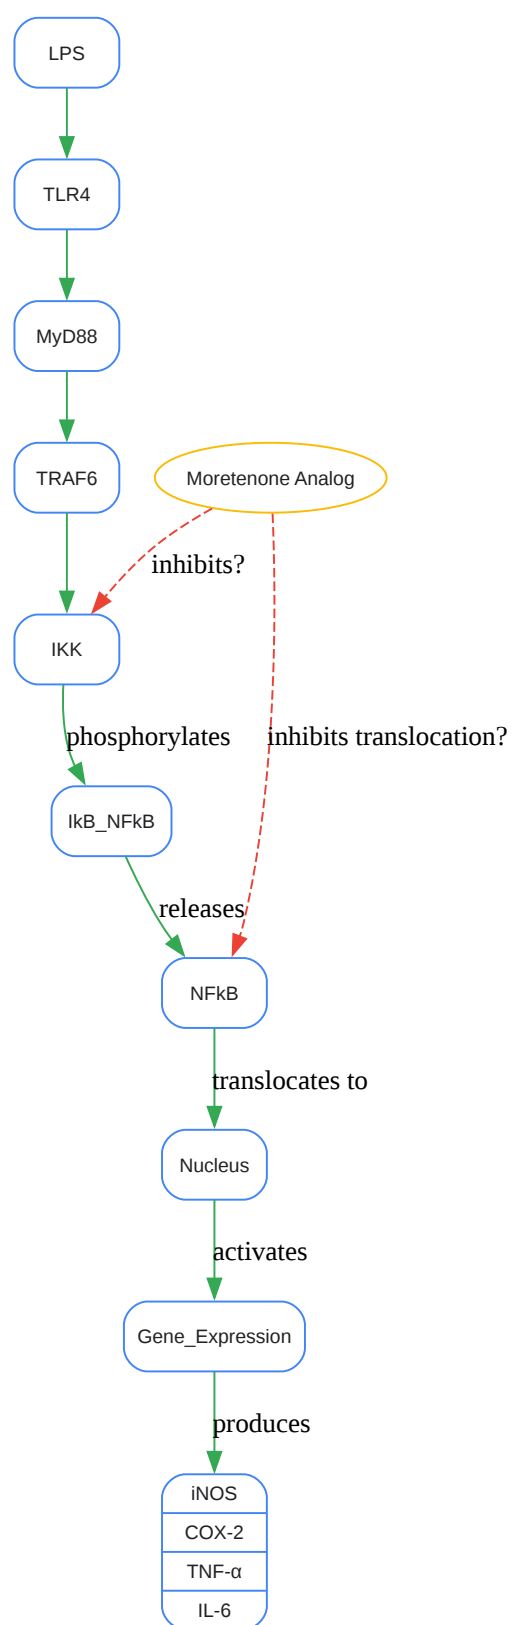 LPS
TLR4
MyD88
TRAF6
Moretenone Analog
inhibits?
IKK
phosphorylates
inhibits translocation?
IkB_NFkB
releases
NFkB
translocates to
Nucleus
activates
Gene_Expression
produces
iNOS
COX-2
TNF-α
IL-6